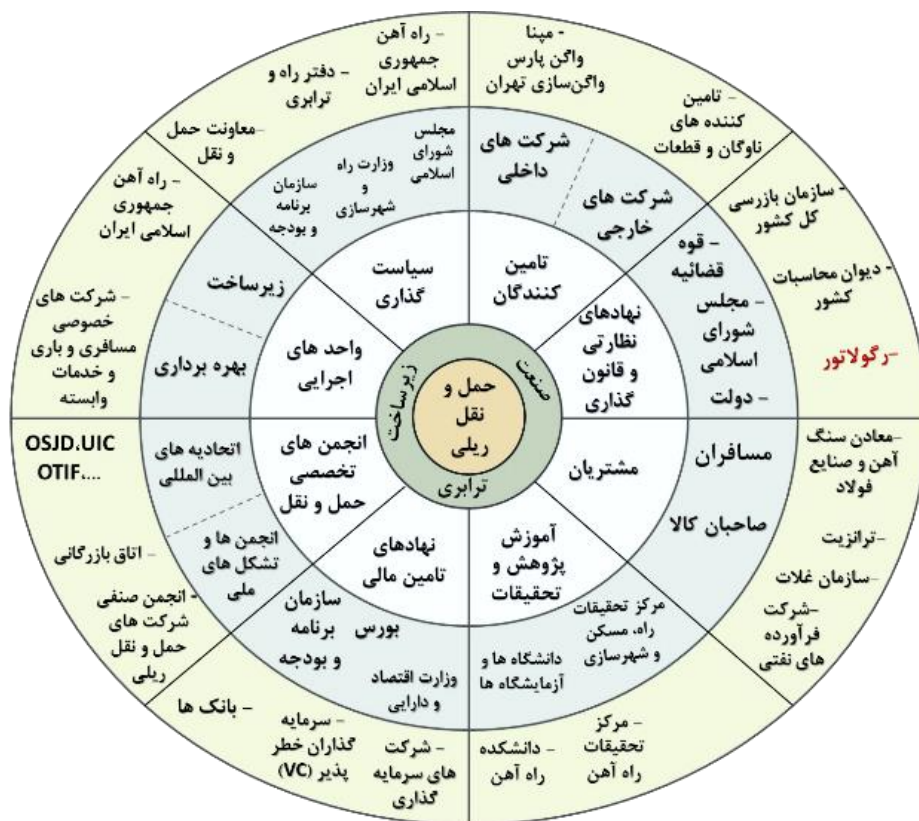 حمل و
نقل
ریلی
صنعت
زیرساخت
ترابری
تامین
کنندگان
شرکت های
داخلی
شرکت های
خارجی
- مپنا
واگن پارس
واگن‌سازی تهران
- تامین
کننده های
ناوگان و قطعات
نهادهای
نظارتی
و قانون
گذاری
- قوه
قضائیه
- مجلس
شورای
اسلامی
- دولت
- سازمان بازرسی
کل کشور
- دیوان محاسبات
کشور
-رگولاتور
مشتریان
مسافران
صاحبان کالا
-معادن سنگ
آهن و صنایع
فولاد
-ترانزیت
-سازمان غلات
-شرکت
فرآورده
های نفتی
آموزش
پژوهش و
تحقیقات
مرکز تحقیقات
راه، مسکن
و شهرسازی
دانشگاه ها و
آزمایشگاه ها
- مرکز
تحقیقات
راه آهن
- دانشکده
راه آهن
نهادهای
تامین مالی
سازمان
برنامه
و بودجه
بورس
وزارت اقتصاد
و دارایی
- بانک ها
- سرمایه
گذاران خطر
پذیر (VC)
- شرکت
های سرمایه
گذاری
انجمن های
تخصصی
حمل و نقل
اتحادیه های
بین المللی
انجمن ها و
تشکل های
ملی
OSJD.UIC
OTIF،...
- اتاق بازرگانی
- انجمن صنفی
شرکت های
حمل و نقل
ریلی
واحد های
اجرایی
زیرساخت
بهره برداری
- راه آهن
جمهوری
اسلامی ایران
- شرکت های
خصوصی
مسافری و باری
و خدمات
وابسته
سیاست
گذاری
مجلس
شورای
اسلامی
وزارت راه
و
شهرسازی
سازمان
برنامه
و بودجه
- راه آهن
جمهوری
اسلامی ایران
- دفتر راه و
ترابری
-معاونت حمل
و نقل